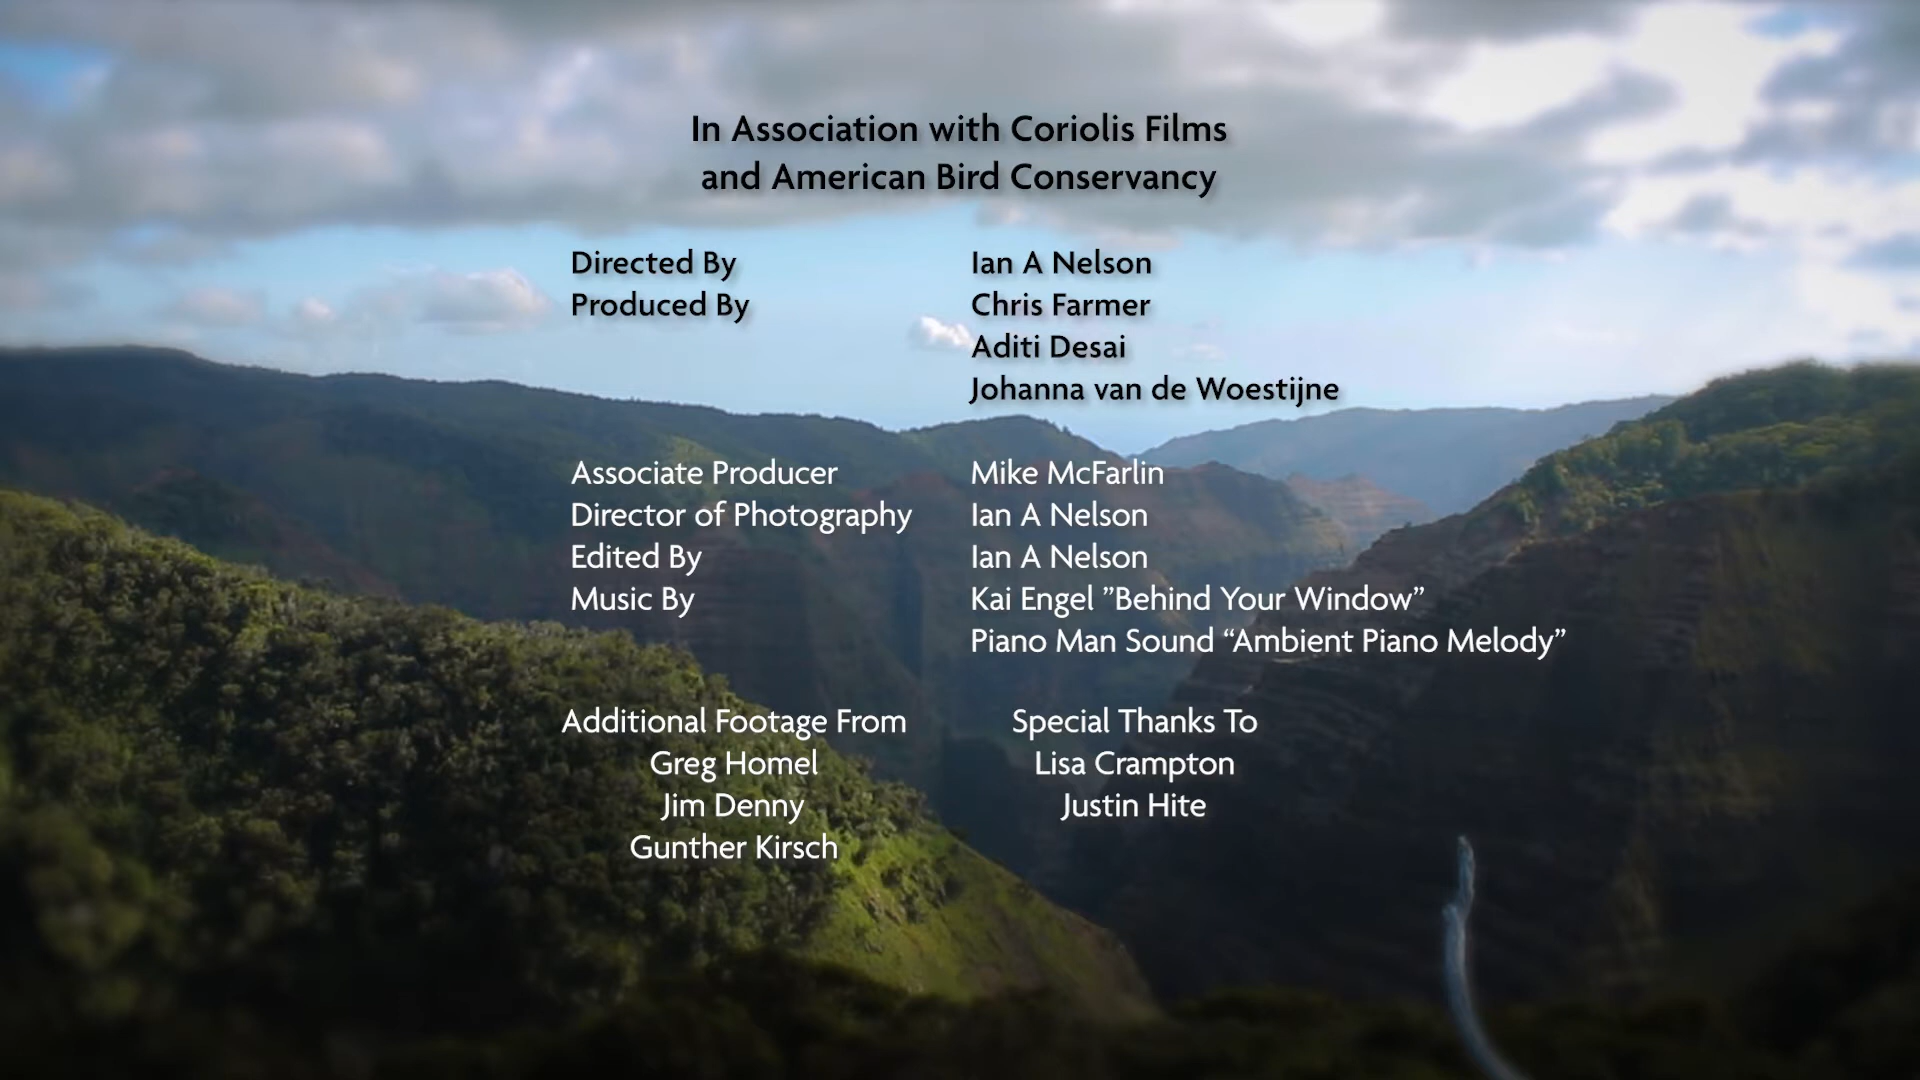 In Association with Coriolis Films
and American Bird Conservancy
Directed By Ian A Nelson
Produced By Chris Farmer
Aditi Desai
Johanna van de Woestijne
Associate Producer Mike McFarlin
Director of Photography Ian A Nelson
Edited By Ian A Nelson
Music By Kai Engel ”Behind Your Window”
Piano Man Sound “Ambient Piano Melody”
Additional Footage From
Greg Homel
Jim Denny
Gunther Kirsch
Special Thanks To
Lisa Crampton
Justin Hite